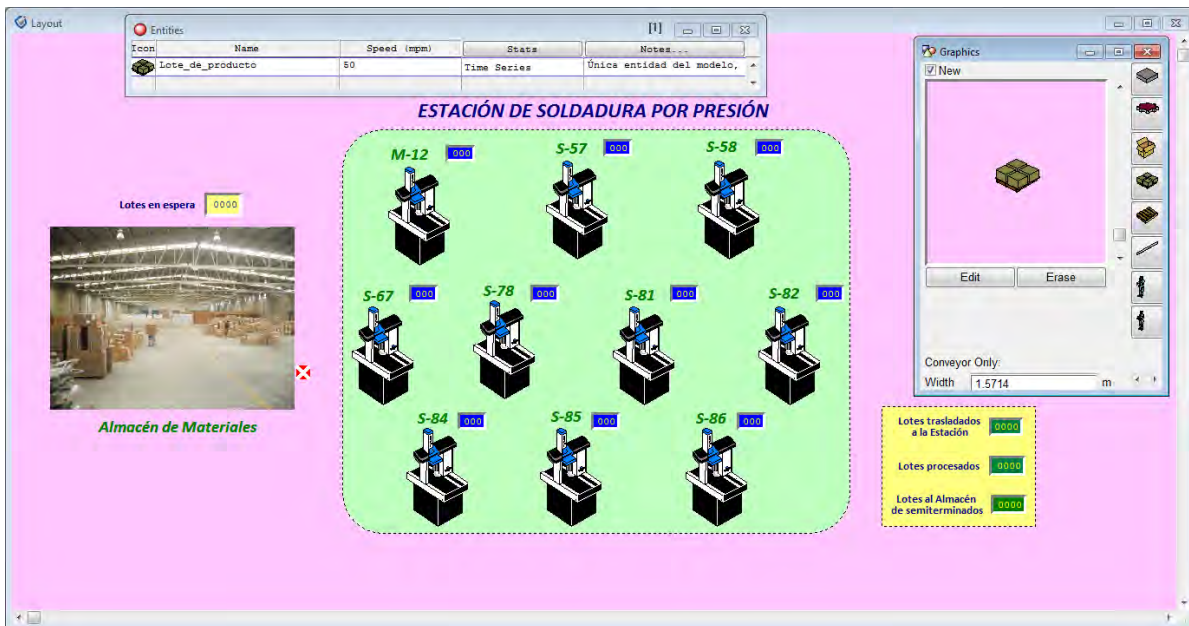 Layout
Entities
[1]
Icon Name Speed (mpm) Stats Notes...
Lote_de_producto 50 Time Series Única entidad del modelo,
Graphics
New
Edit Erase
Conveyor Only:
Width 1.5714 m
ESTACIÓN DE SOLDADURA POR PRESIÓN
M-12 000
S-57 000
S-58 000
Lotes en espera 0000
S-67 000
S-78 000
S-81 000
S-82 000
Almacén de Materiales
S-84 000
S-85 000
S-86 000
Lotes trasladados
a la Estación 0000
Lotes procesados 0000
Lotes al Almacén
de semiterminados 0000